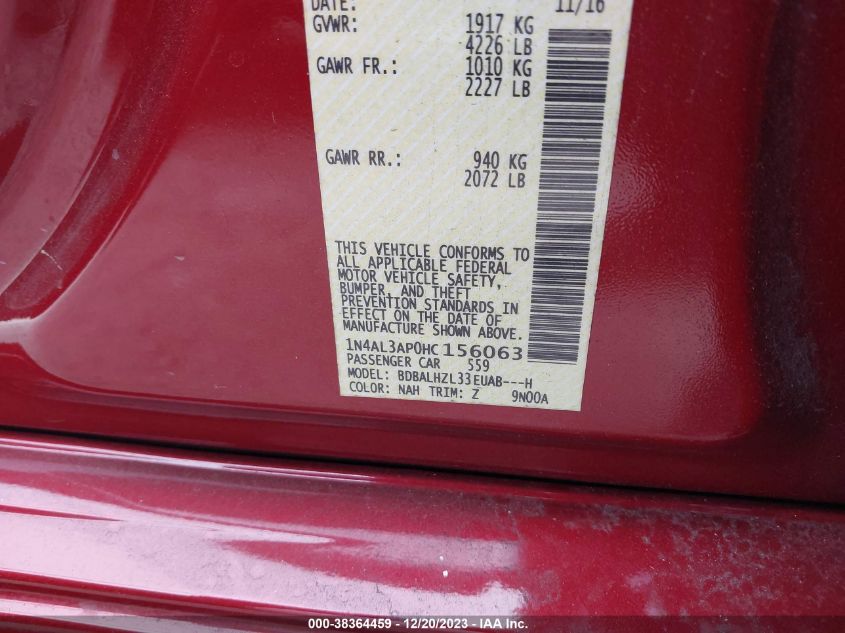 DATE: 11/16
GVWR: 1917 KG
4226 LB
GAWR FR.: 1010 KG
2227 LB
GAWR RR.: 940 KG
2072 LB
THIS VEHICLE CONFORMS TO
ALL APPLICABLE FEDERAL
MOTOR VEHICLE SAFETY,
BUMPER, AND THEFT
PREVENTION STANDARDS IN
EFFECT ON THE DATE OF
MANUFACTURE SHOWN ABOVE.
1N4AL3AP0HC156063
PASSENGER CAR 559
MODEL: BDBALHZL33EUAB---H
COLOR: NAH TRIM: Z 9N00A
000-38364459 - 12/20/2023 - IAA Inc.